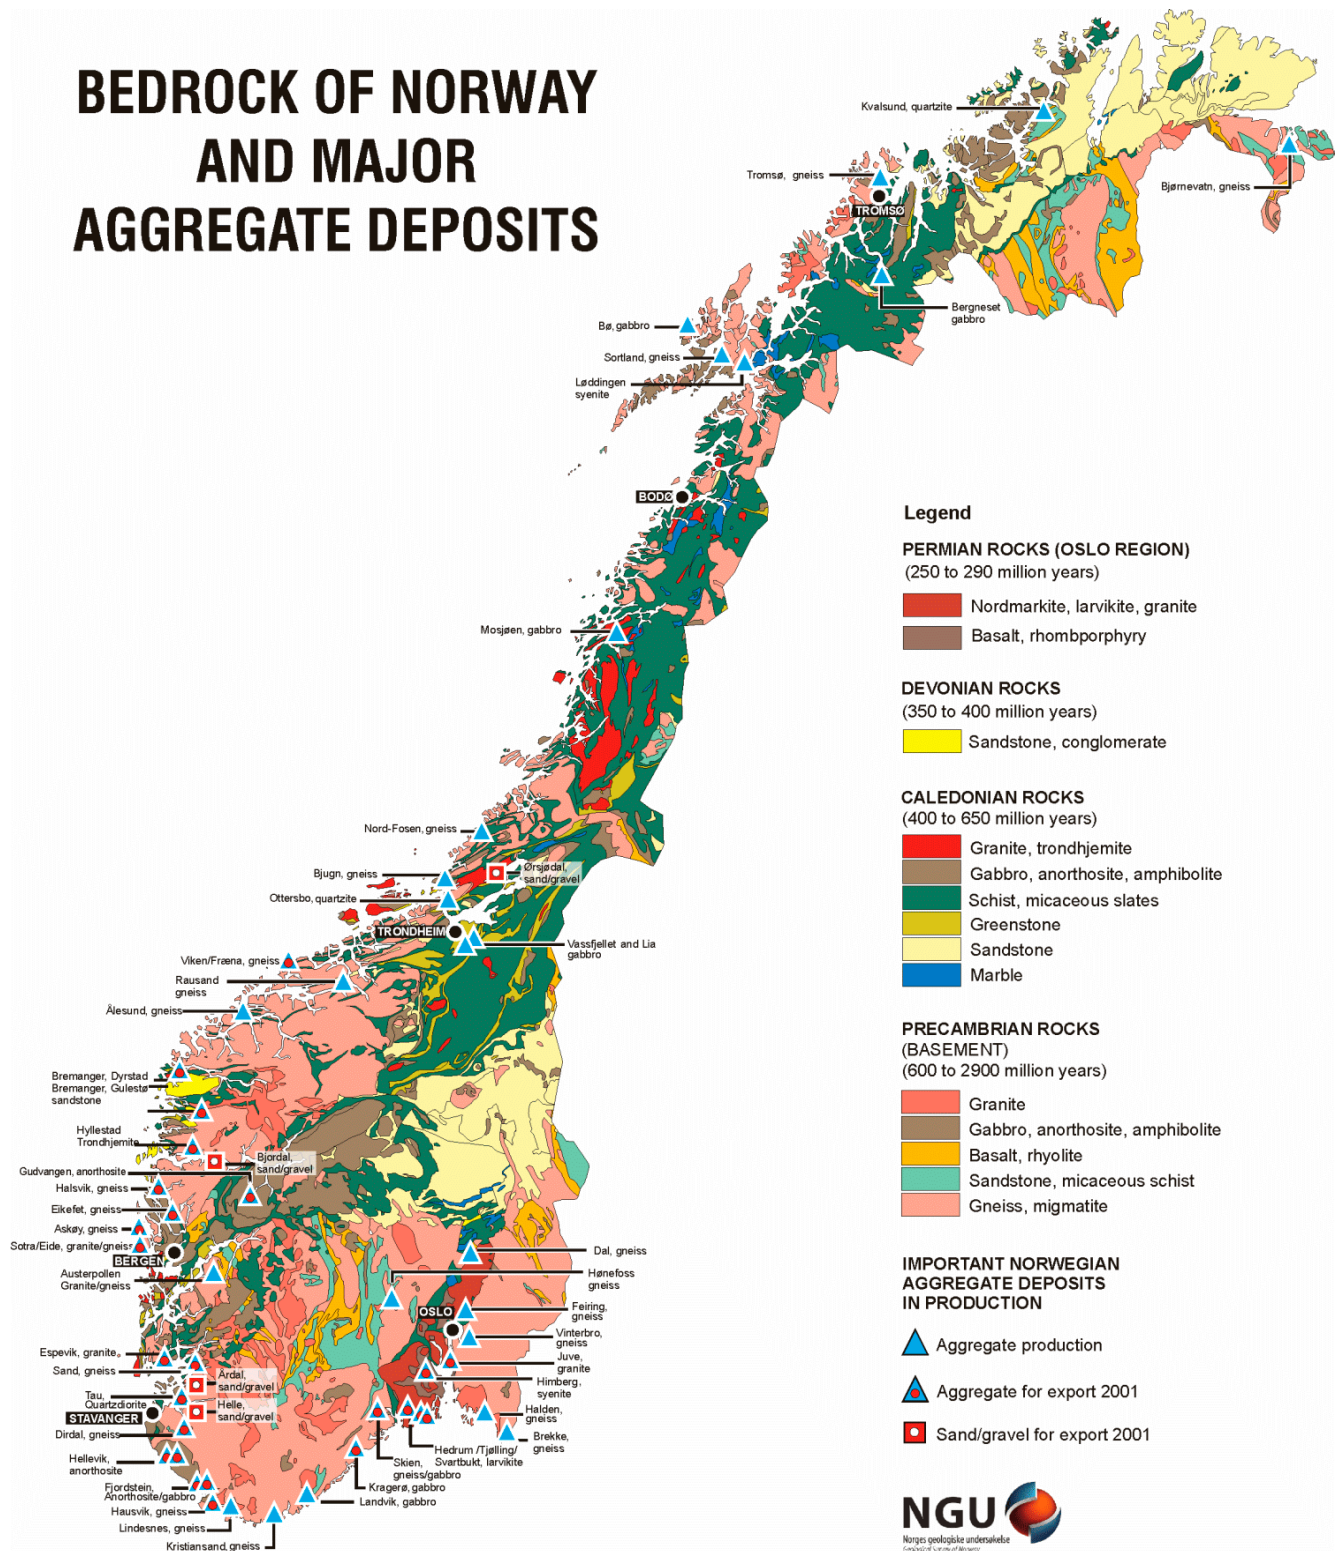 BEDROCK OF NORWAY
AND MAJOR
AGGREGATE DEPOSITS
Kvalsund, quartzite
Tromsø, gneiss
TROMSØ
Bjørnevatn, gneiss
Bergneset
gabbro
Bø, gabbro
Sortland, gneiss
Løddingen
syenite
BODØ
Mosjøen, gabbro
Nord-Fosen, gneiss
Bjugn, gneiss
Ørsjødal,
sand/gravel
Ottersbo, quartzite
TRONDHEIM
Vassfjellet and Lia
gabbro
Viken/Fræna, gneiss
Rausand
gneiss
Ålesund, gneiss
Bremanger, Dyrstad
Bremanger, Gulestø
sandstone
Hyllestad
Trondhjemite
Bjørdal,
sand/gravel
Gudvangen, anorthosite
Halsvik, gneiss
Eikefet, gneiss
Askøy, gneiss
Sotra/Eide, granite/gneiss
BERGEN
Austerpollen
Granite/gneiss
Dal, gneiss
Hønefoss
gneiss
OSLO
Feiring,
gneiss
Vinterbro,
gneiss
Juve,
granite
Himberg,
syenite
Halden,
gneiss
Brekke,
gneiss
Hedrum /Tjølling/
Svartbukt, larvikite
Skien,
gneiss/gabbro
Kragerø, gabbro
Landvik, gabbro
Espevik, granite
Sand, gneiss
Årdal,
sand/gravel
Tau,
Quartzdiorite
Helle,
sand/gravel
STAVANGER
Dirdal, gneiss
Hellevik,
anorthosite
Fjordstein,
Anorthosite/gabbro
Hausvik, gneiss
Lindesnes, gneiss
Kristiansand, gneiss
Legend
PERMIAN ROCKS (OSLO REGION)
(250 to 290 million years)
Nordmarkite, larvikite, granite
Basalt, rhombporphyry
DEVONIAN ROCKS
(350 to 400 million years)
Sandstone, conglomerate
CALEDONIAN ROCKS
(400 to 650 million years)
Granite, trondhjemite
Gabbro, anorthosite, amphibolite
Schist, micaceous slates
Greenstone
Sandstone
Marble
PRECAMBRIAN ROCKS
(BASEMENT)
(600 to 2900 million years)
Granite
Gabbro, anorthosite, amphibolite
Basalt, rhyolite
Sandstone, micaceous schist
Gneiss, migmatite
IMPORTANT NORWEGIAN
AGGREGATE DEPOSITS
IN PRODUCTION
Aggregate production
Aggregate for export 2001
Sand/gravel for export 2001
NGU
Norges geologiske undersøkelse
Geological Survey of Norway